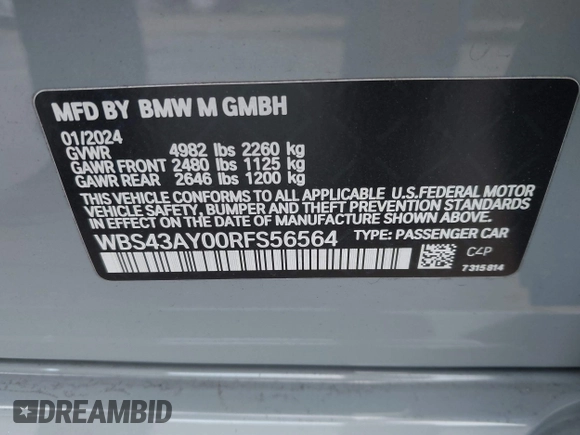 MFD BY BMW M GMBH
01/2024
GVWR 4982 lbs 2260 kg
GAWR FRONT 2480 lbs 1125 kg
GAWR REAR 2646 lbs 1200 kg
THIS VEHICLE CONFORMS TO ALL APPLICABLE U.S.FEDERAL MOTOR
VEHICLE SAFETY, BUMPER AND THEFT PREVENTION STANDARDS
IN EFFECT ON THE DATE OF MANUFACTURE SHOWN ABOVE.
WBS43AY00RFS56564 TYPE: PASSENGER CAR
C4P
7315814
DREAMBID